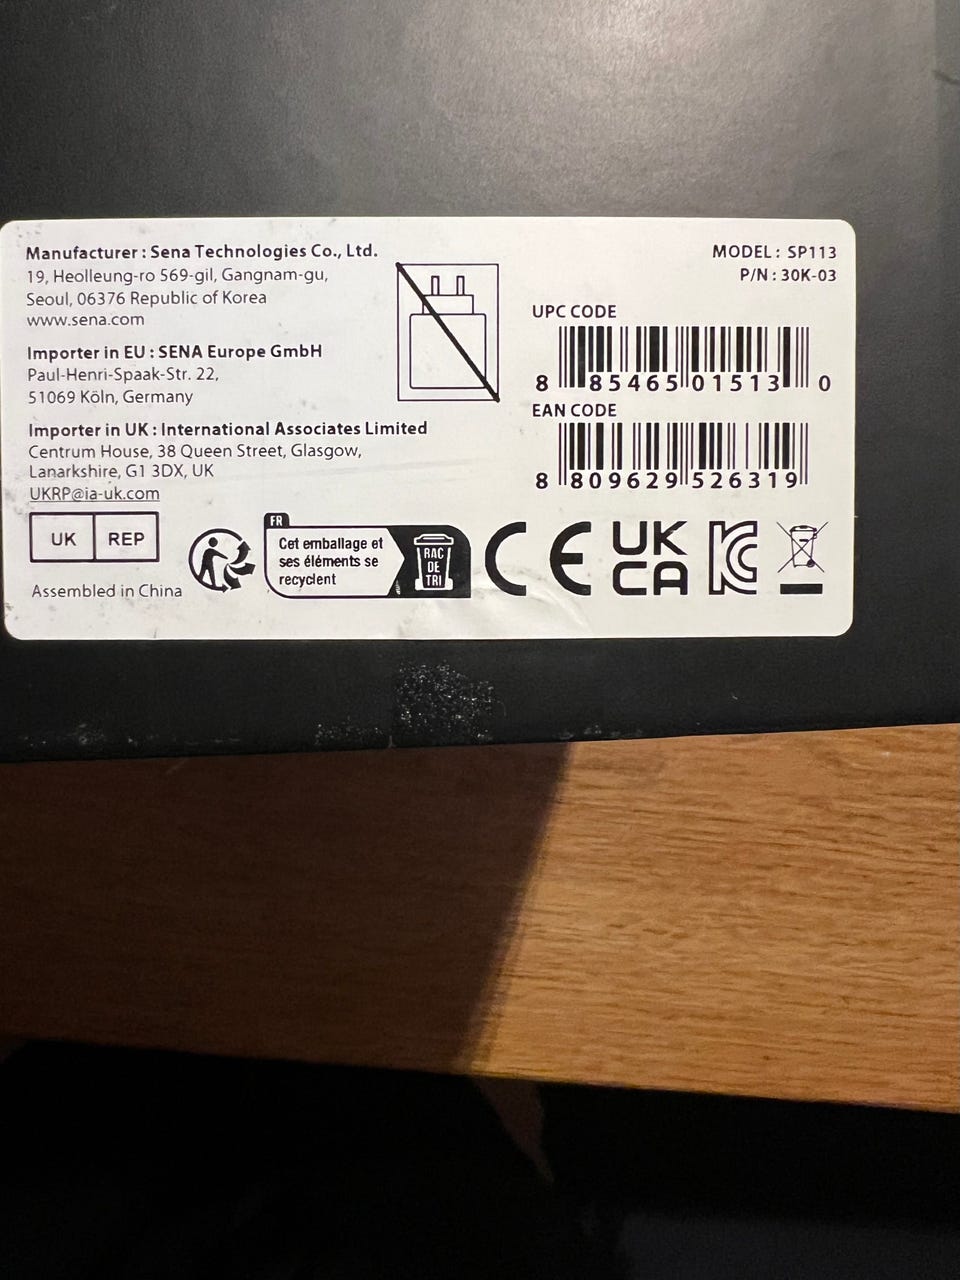 Manufacturer : Sena Technologies Co., Ltd.
19, Heolleung-ro 569-gil, Gangnam-gu,
Seoul, 06376 Republic of Korea
www.sena.com
Importer in EU : SENA Europe GmbH
Paul-Henri-Spaak-Str. 22,
51069 Köln, Germany
Importer in UK : International Associates Limited
Centrum House, 38 Queen Street, Glasgow,
Lanarkshire, G1 3DX, UK
UKRP@ia-uk.com
UK REP
Assembled in China
MODEL : SP113
P/N : 30K-03
UPC CODE
8 85465 01513 0
EAN CODE
8 809629 526319
FR
Cet emballage et
ses éléments se
recyclent
BAC
DE
TRI
CE
UK
CA
KC